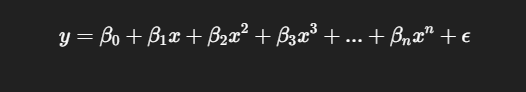 y = β₀ + β₁x + β₂x² + β₃x³ + ... + βₙxⁿ + ϵ